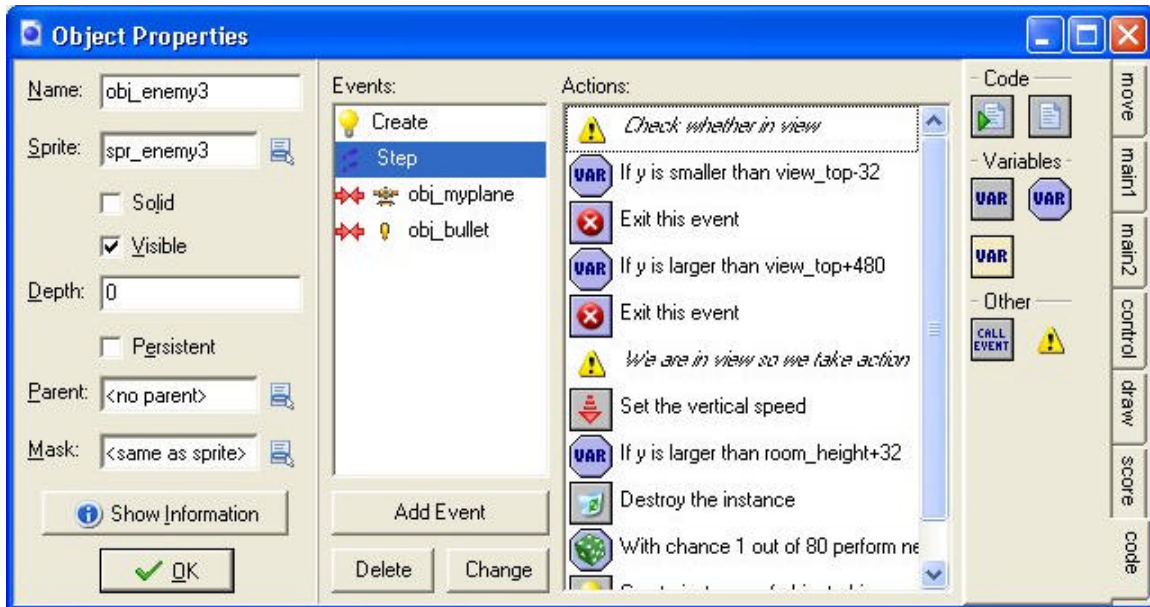 Object Properties
Name: obj_enemy3
Sprite: spr_enemy3
Solid
Visible
Depth: 0
Persistent
Parent: <no parent>
Mask: <same as sprite>
Show Information
OK
Events:
Create
Step
obj_myplane
obj_bullet
Add Event
Delete Change
Actions:
Check whether in view
VAR If y is smaller than view_top-32
Exit this event
VAR If y is larger than view_top+480
Exit this event
We are in view so we take action
Set the vertical speed
VAR If y is larger than room_height+32
Destroy the instance
With chance 1 out of 80 perform ne
Code
Variables
VAR VAR
VAR
Other
CALL
EVENT
move
main1
main2
control
draw
score
code